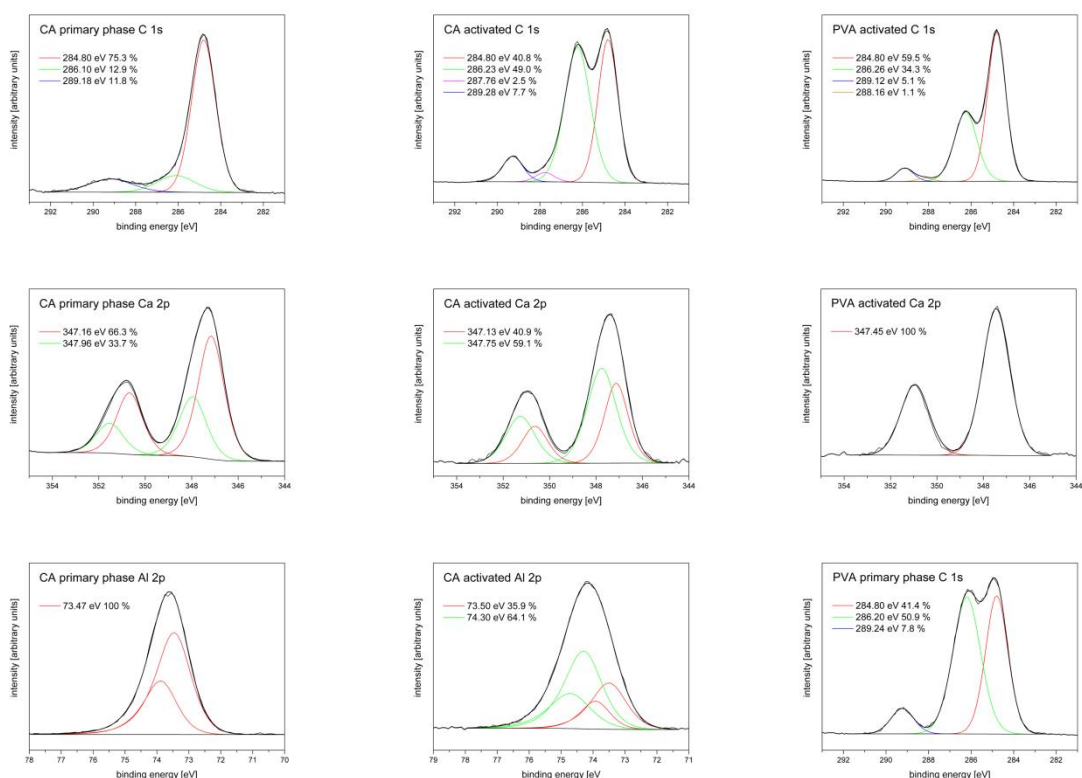 CA primary phase C 1s
284.80 eV 75.3 %
286.10 eV 12.9 %
289.18 eV 11.8 %
intensity [arbitrary units]
292 290 288 286 284 282
binding energy [eV]
CA activated C 1s
284.80 eV 40.8 %
286.23 eV 49.0 %
287.76 eV 2.5 %
289.28 eV 7.7 %
intensity [arbitrary units]
292 290 288 286 284 282
binding energy [eV]
PVA activated C 1s
284.80 eV 59.5 %
286.26 eV 34.3 %
289.12 eV 5.1 %
288.16 eV 1.1 %
intensity [arbitrary units]
292 290 288 286 284 282
binding energy [eV]
CA primary phase Ca 2p
347.16 eV 66.3 %
347.96 eV 33.7 %
intensity [arbitrary units]
354 352 350 348 346 344
binding energy [eV]
CA activated Ca 2p
347.13 eV 40.9 %
347.75 eV 59.1 %
intensity [arbitrary units]
354 352 350 348 346 344
binding energy [eV]
PVA activated Ca 2p
347.45 eV 100 %
intensity [arbitrary units]
354 352 350 348 346 344
binding energy [eV]
CA primary phase Al 2p
73.47 eV 100 %
intensity [arbitrary units]
78 77 76 75 74 73 72 71 70
binding energy [eV]
CA activated Al 2p
73.50 eV 35.9 %
74.30 eV 64.1 %
intensity [arbitrary units]
79 78 77 76 75 74 73 72 71
binding energy [eV]
PVA primary phase C 1s
284.80 eV 41.4 %
286.20 eV 50.9 %
289.24 eV 7.8 %
intensity [arbitrary units]
292 290 288 286 284 282
binding energy [eV]